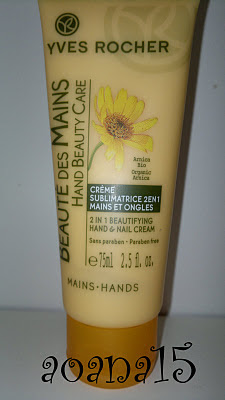 YVES ROCHER
BEAUTÉ DES MAINS
HAND BEAUTY CARE
Arnica
Bio
Organic
Arnica
CRÈME
SUBLIMATRICE 2EN1
MAINS ET ONGLES
2 IN 1 BEAUTIFYING
HAND & NAIL CREAM
Sans paraben • Paraben free
e 75ml 2.5 fl. oz.
MAINS • HANDS
aoana15